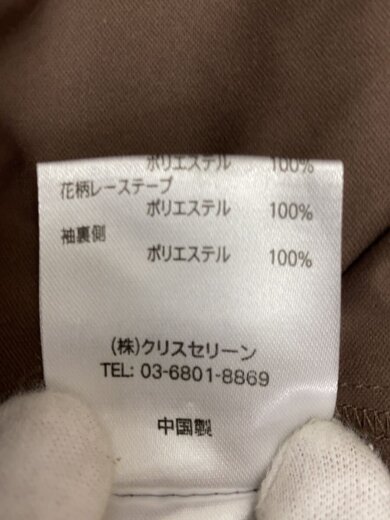 ポリエステル 100%
花柄レーステープ
ポリエステル 100%
袖裏側
ポリエステル 100%
(株)クリスセリーン
TEL: 03-6801-8869
中国製